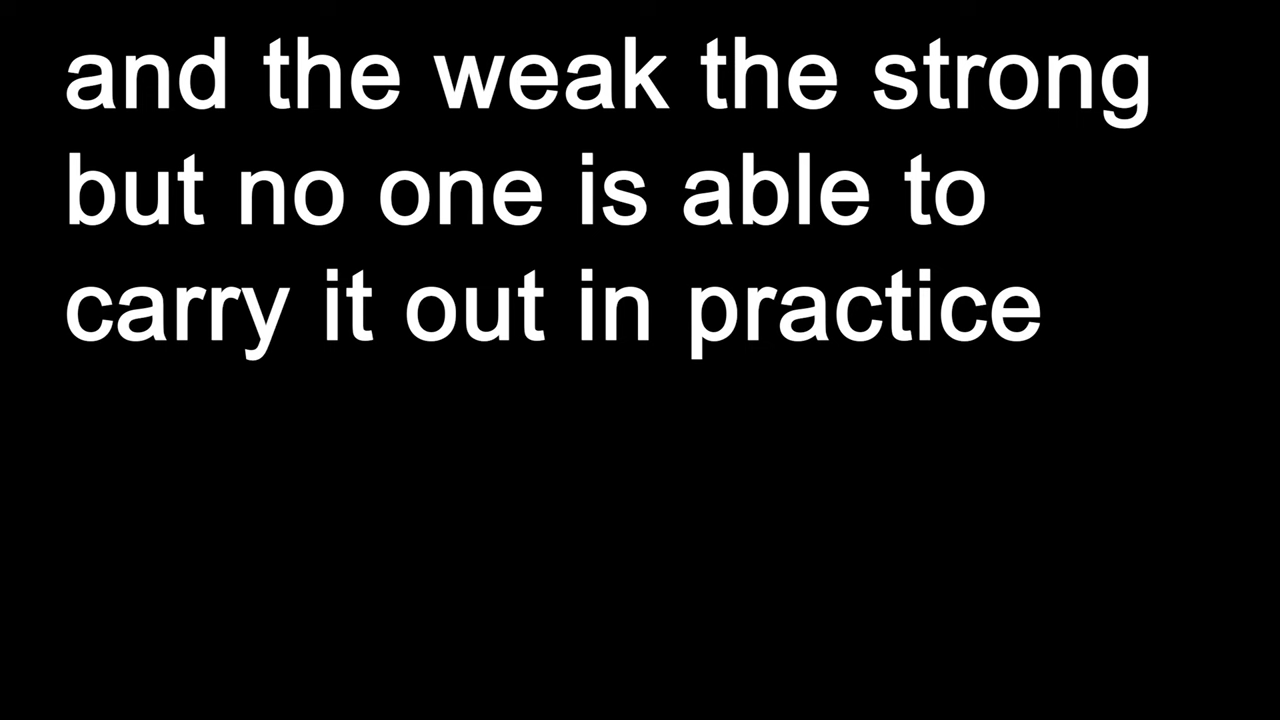 and the weak the strong
but no one is able to
carry it out in practice